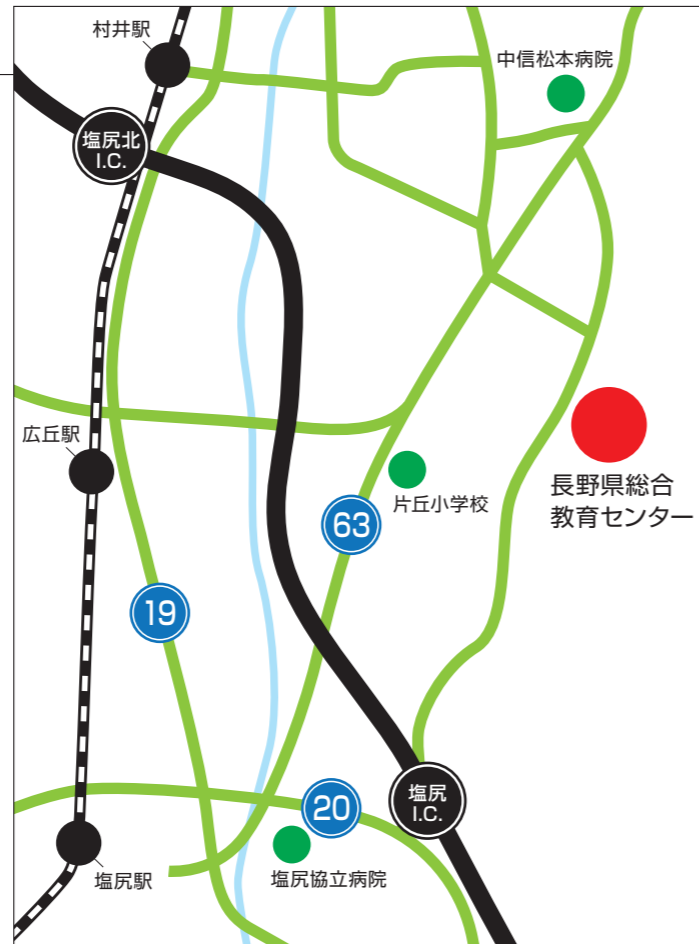 村井駅
中信松本病院
塩尻北
I.C.
広丘駅
片丘小学校
長野県総合
教育センター
63
19
20
塩尻
I.C.
塩尻駅
塩尻協立病院